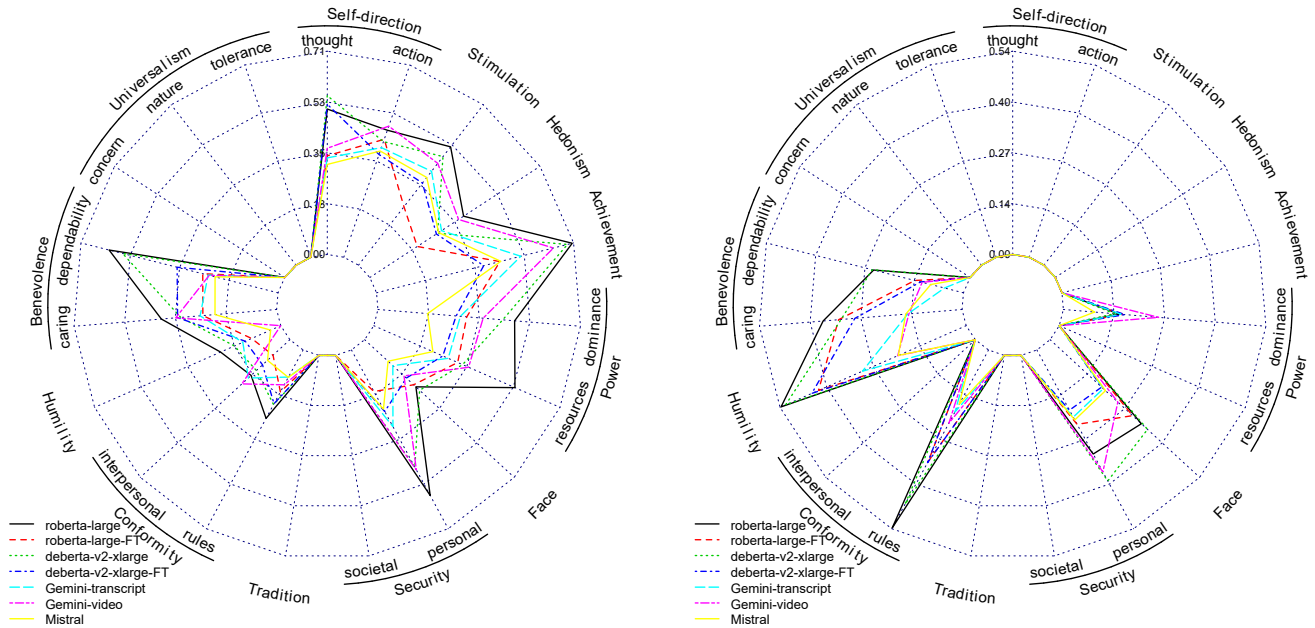 Self-direction
thought
action
Stimulation
Hedonism
Achievement
dominance
Power
resources
Face
personal
Security
societal
Tradition
rules
Conformity
interpersonal
Humility
caring
Benevolence
dependability
concern
Universalism
nature
tolerance
0.71
0.53
0.35
0.18
0.00
roberta-large
roberta-large-FT
deberta-v2-xlarge
deberta-v2-xlarge-FT
Gemini-transcript
Gemini-video
Mistral
Self-direction
thought
action
Stimulation
Hedonism
Achievement
dominance
Power
resources
Face
personal
Security
societal
Tradition
rules
Conformity
interpersonal
Humility
caring
Benevolence
dependability
concern
Universalism
nature
tolerance
0.54
0.40
0.27
0.14
0.00
roberta-large
roberta-large-FT
deberta-v2-xlarge
deberta-v2-xlarge-FT
Gemini-transcript
Gemini-video
Mistral